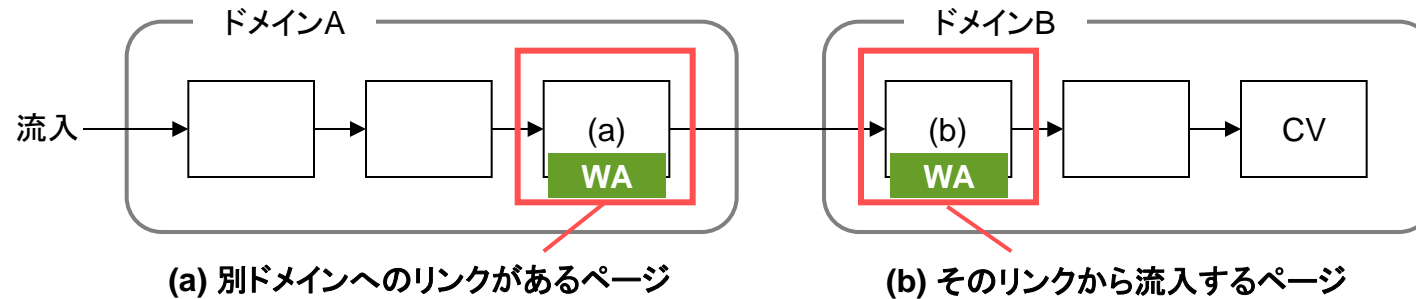 ドメインA
ドメインB
流入
(a)
WA
(b)
WA
CV
(a) 別ドメインへのリンクがあるページ
(b) そのリンクから流入するページ